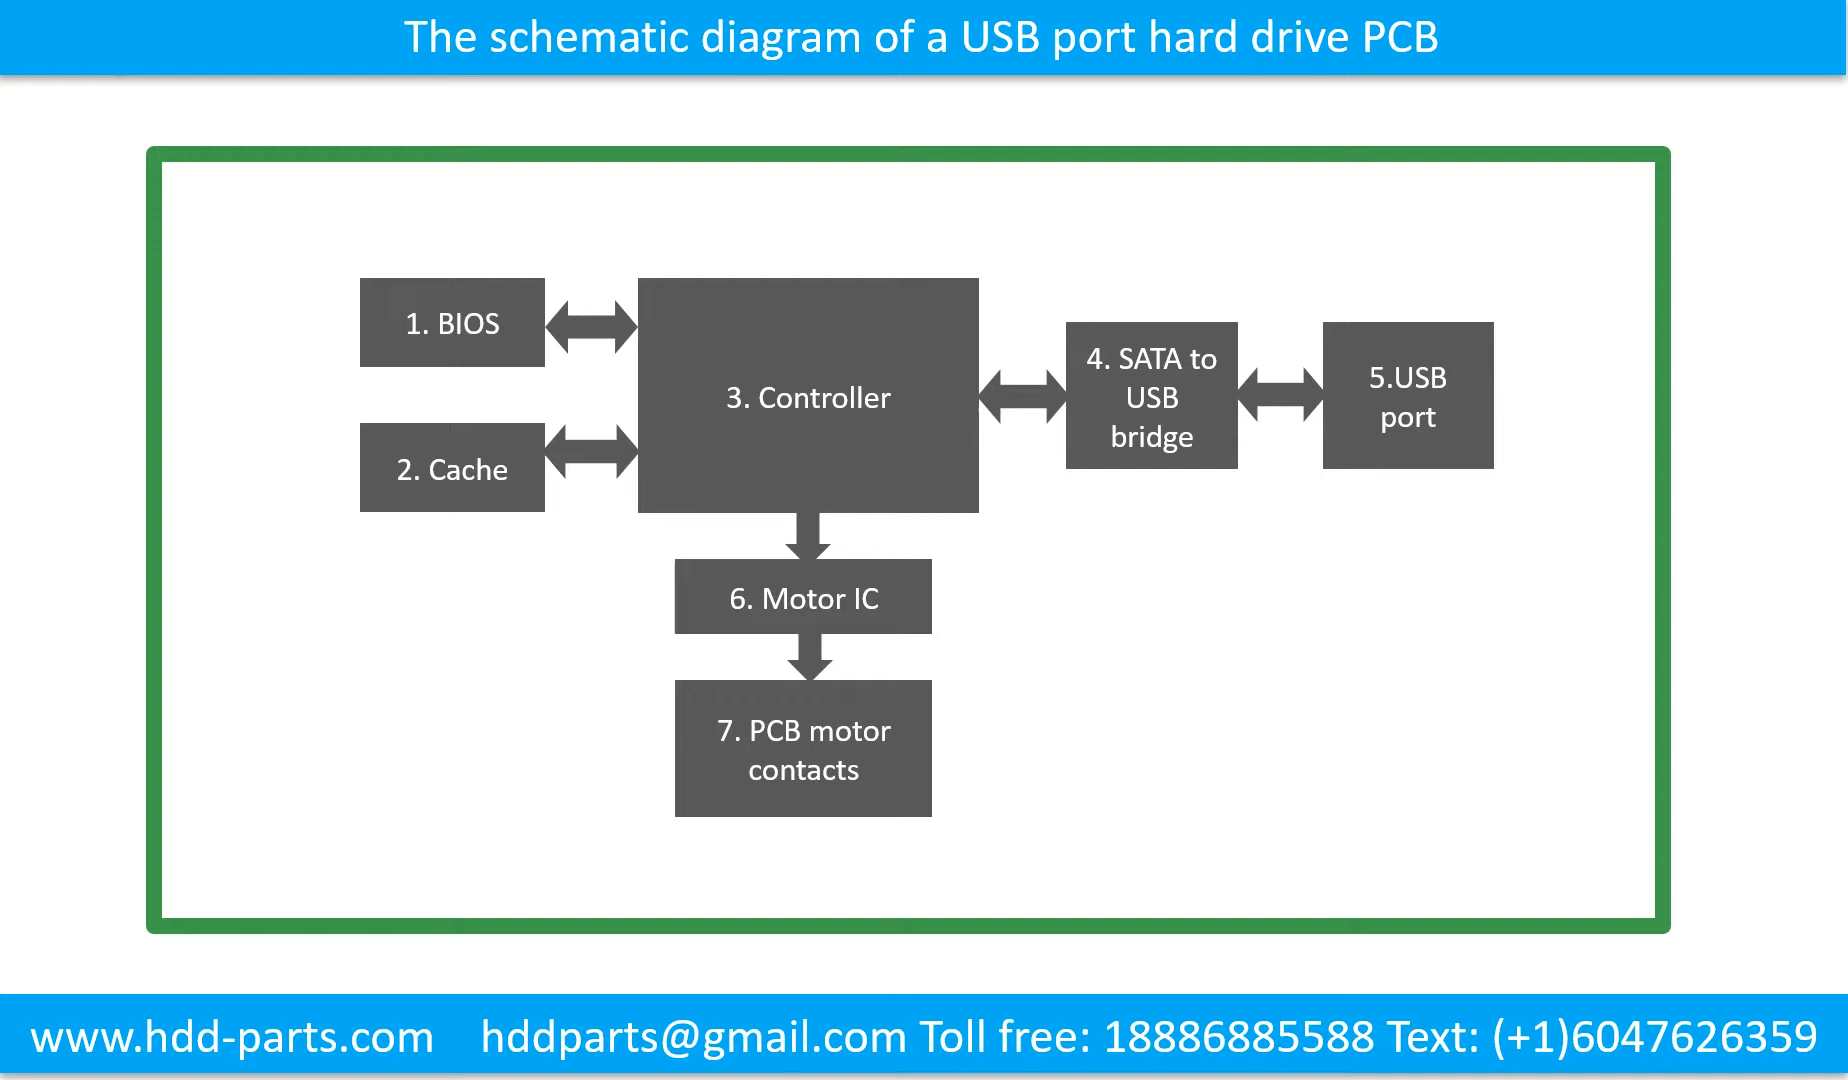 The schematic diagram of a USB port hard drive PCB
1. BIOS
2. Cache
3. Controller
4. SATA to
USB
bridge
5.USB
port
6. Motor IC
7. PCB motor
contacts
www.hdd-parts.com hddparts@gmail.com Toll free: 18886885588 Text: (+1)6047626359